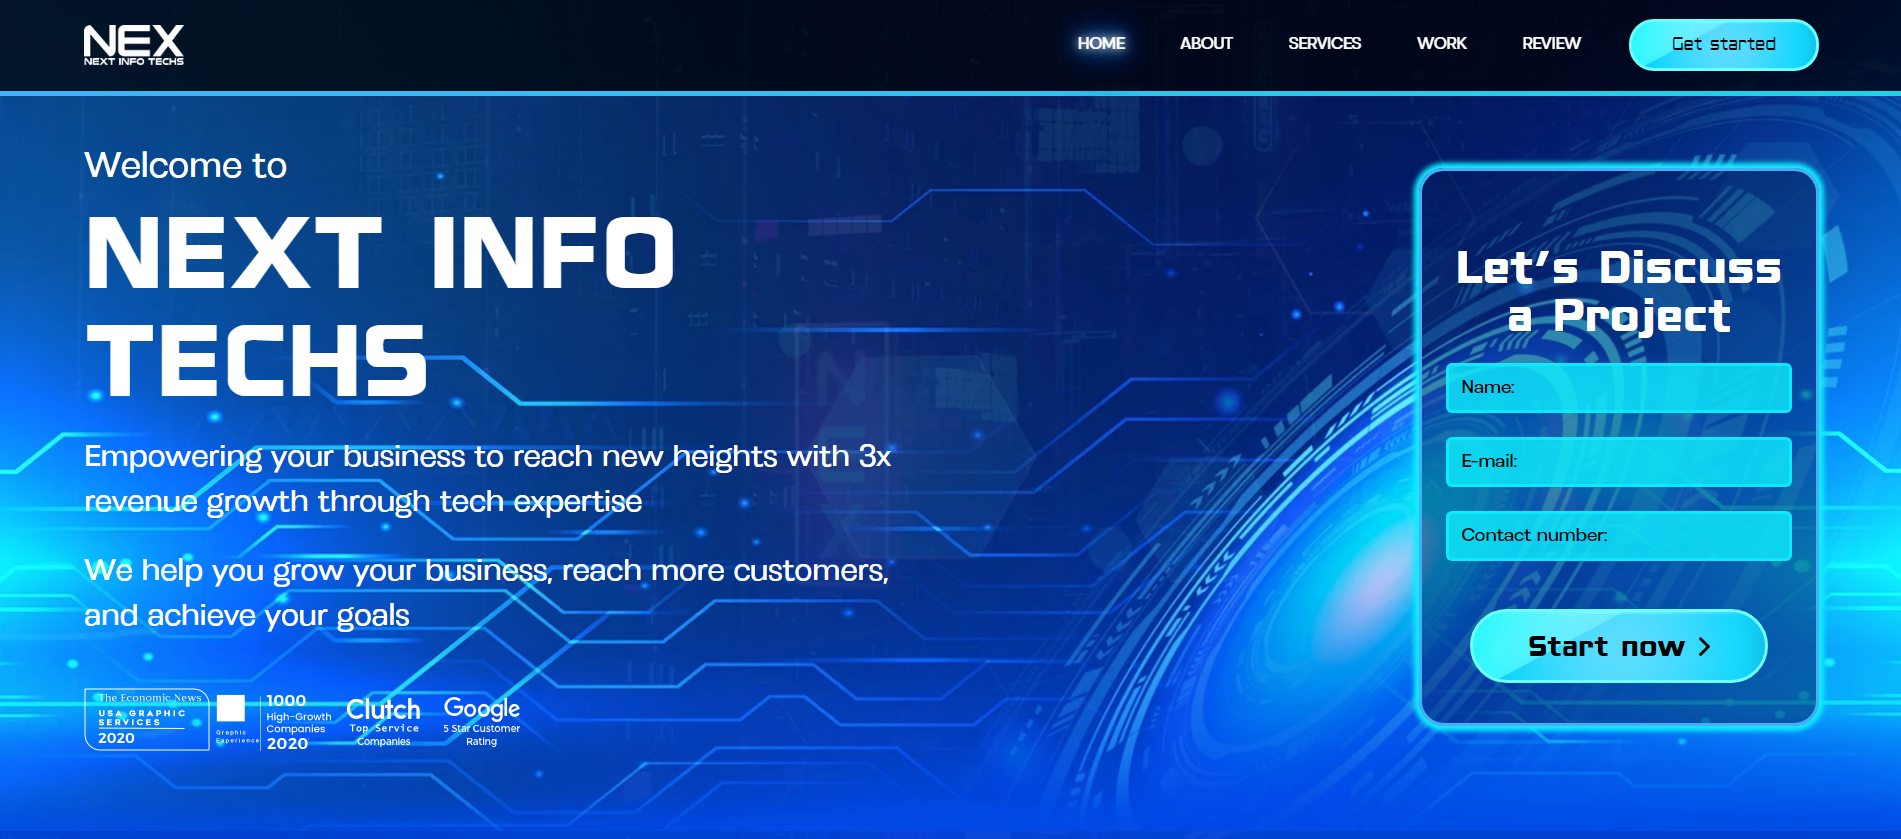 NEX
NEXT INFO TECHS
HOME
ABOUT
SERVICES
WORK
REVIEW
Get started
Welcome to
NEXT INFO
TECHS
Empowering your business to reach new heights with 3x
revenue growth through tech expertise
We help you grow your business, reach more customers,
and achieve your goals
The Economic News
USA GRAPHIC
SERVICES
2020
Graphic
Experience
1000
High-Growth
Companies
2020
Clutch
Top Service
Companies
Google
5 Star Customer
Rating
Let's Discuss
a Project
Name:
E-mail:
Contact number:
Start now